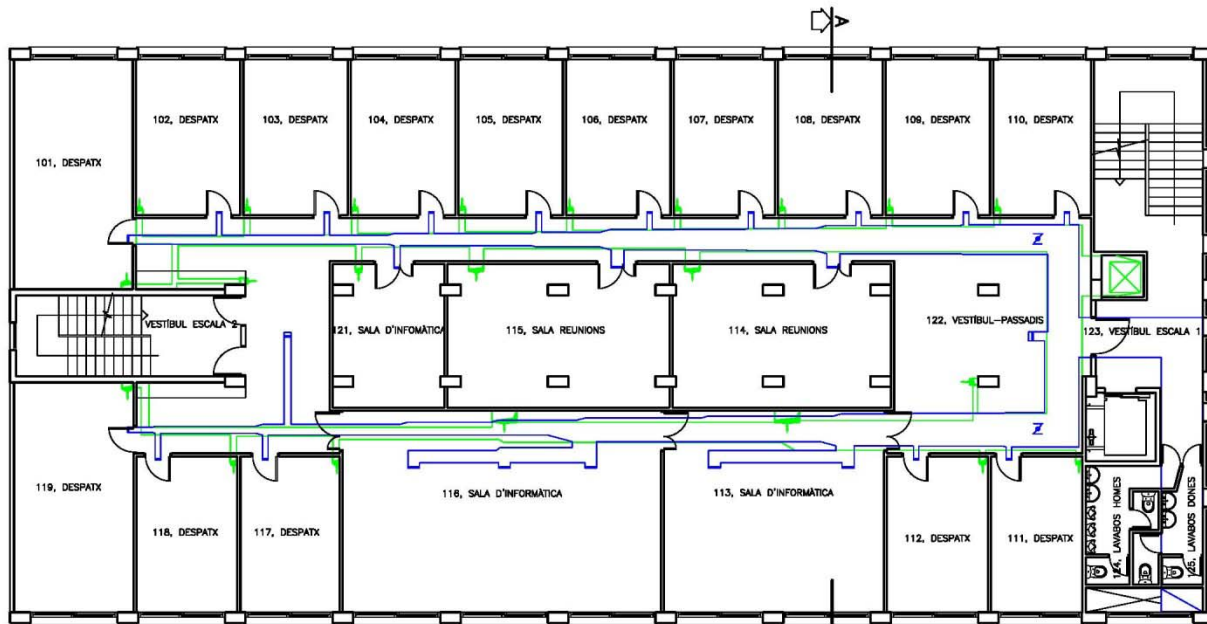 A
102, DESPATX
103, DESPATX
104, DESPATX
105, DESPATX
106, DESPATX
107, DESPATX
108, DESPATX
109, DESPATX
110, DESPATX
101, DESPATX
VESTÍBUL ESCALA 2
121, SALA D'INFOMÀTICA
115, SALA REUNIONS
114, SALA REUNIONS
122, VESTÍBUL-PASSADIS
123, VESTÍBUL ESCALA 1
119, DESPATX
118, DESPATX
117, DESPATX
116, SALA D'INFORMÀTICA
113, SALA D'INFORMÀTICA
112, DESPATX
111, DESPATX
124, LAVABOS HOMES
125, LAVABOS DONES